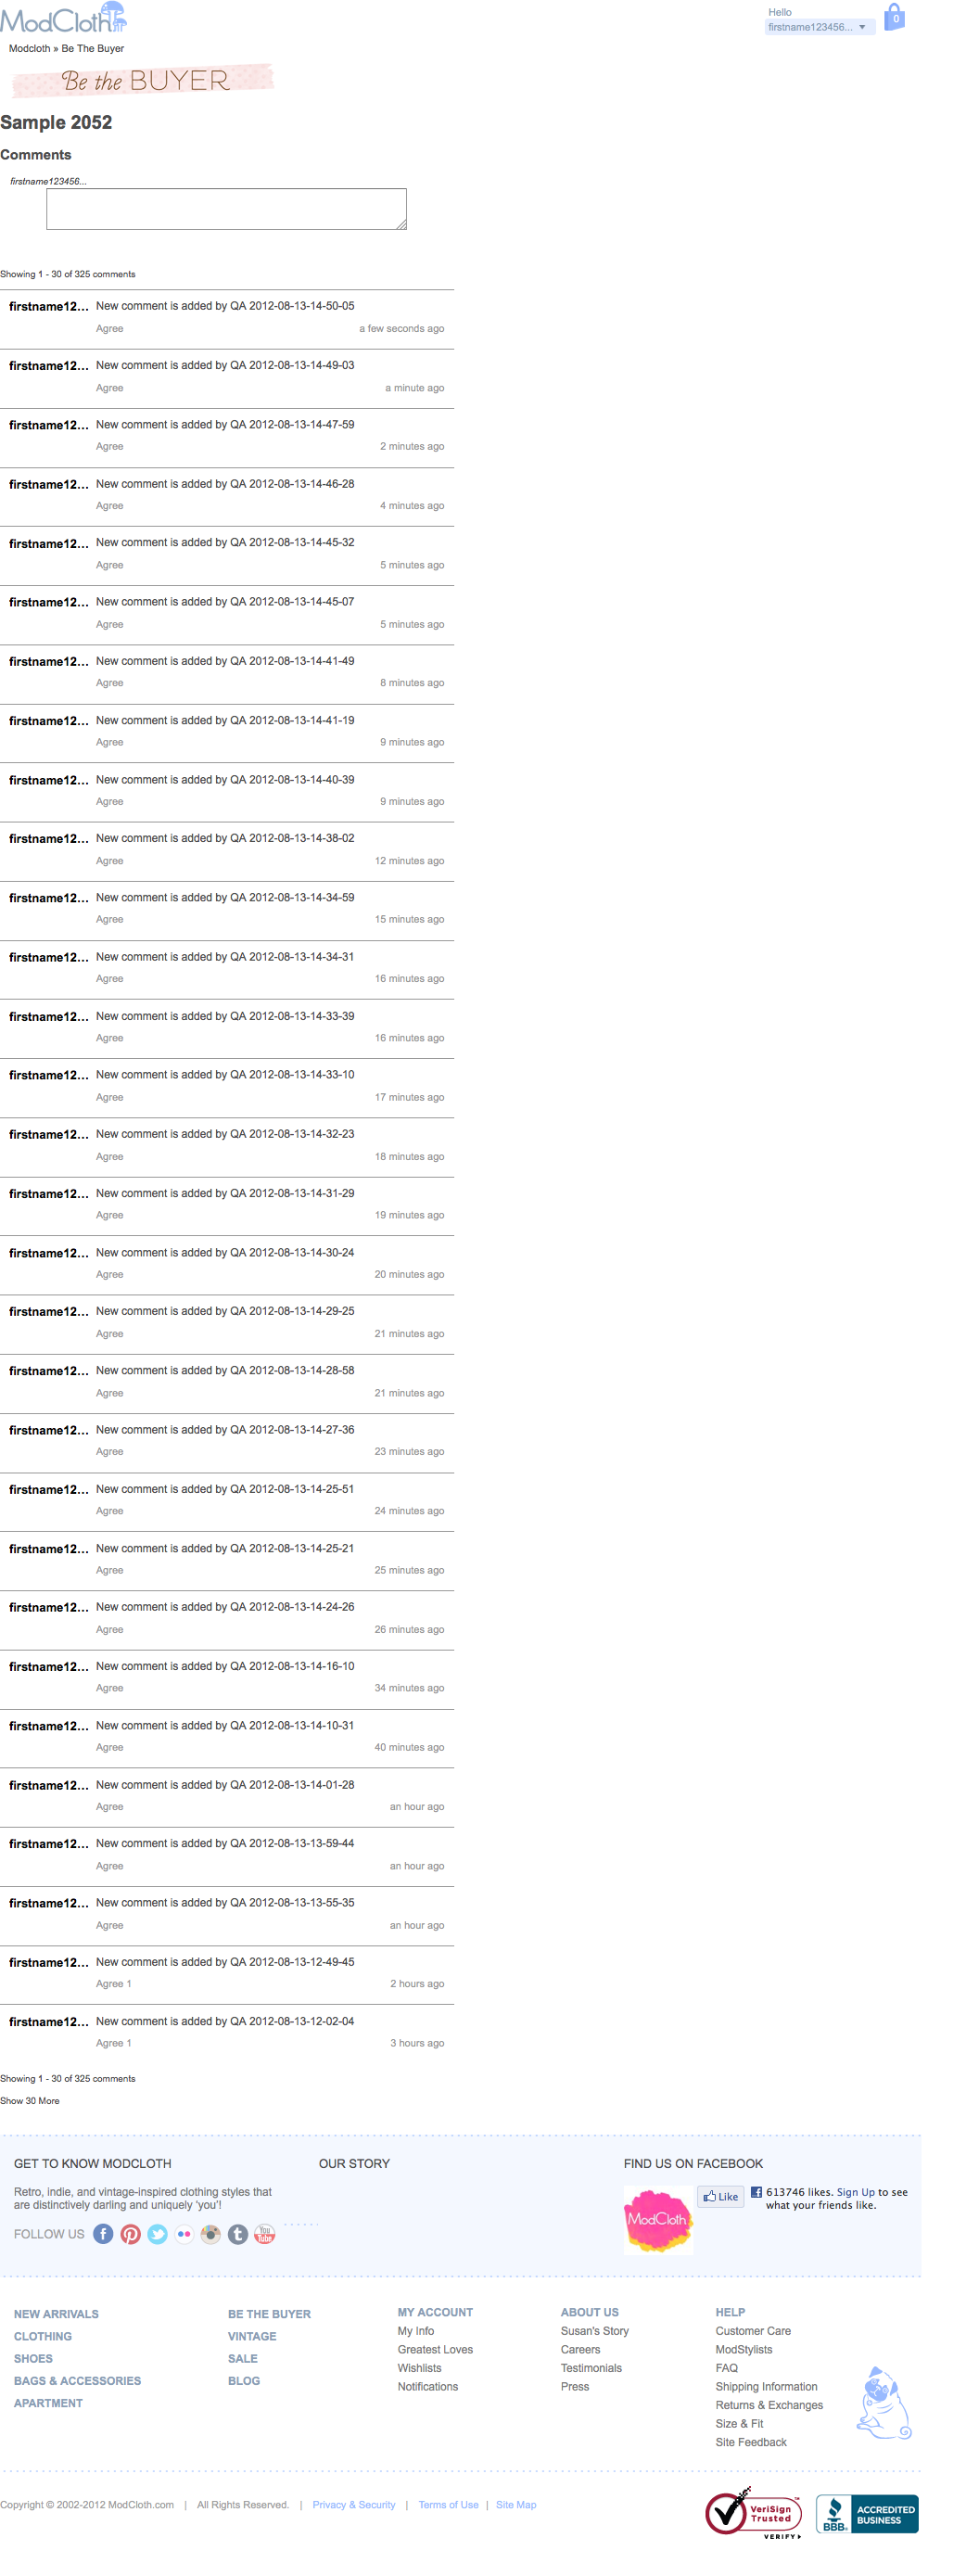 ModCloth
Hello
firstname123456...
0
Modcloth » Be The Buyer
Be the BUYER
Sample 2052
Comments
firstname123456...
Showing 1 - 30 of 325 comments
firstname12... New comment is added by QA 2012-08-13-14-50-05
Agree a few seconds ago
firstname12... New comment is added by QA 2012-08-13-14-49-03
Agree a minute ago
firstname12... New comment is added by QA 2012-08-13-14-47-59
Agree 2 minutes ago
firstname12... New comment is added by QA 2012-08-13-14-46-28
Agree 4 minutes ago
firstname12... New comment is added by QA 2012-08-13-14-45-32
Agree 5 minutes ago
firstname12... New comment is added by QA 2012-08-13-14-45-07
Agree 5 minutes ago
firstname12... New comment is added by QA 2012-08-13-14-41-49
Agree 8 minutes ago
firstname12... New comment is added by QA 2012-08-13-14-41-19
Agree 9 minutes ago
firstname12... New comment is added by QA 2012-08-13-14-40-39
Agree 9 minutes ago
firstname12... New comment is added by QA 2012-08-13-14-38-02
Agree 12 minutes ago
firstname12... New comment is added by QA 2012-08-13-14-34-59
Agree 15 minutes ago
firstname12... New comment is added by QA 2012-08-13-14-34-31
Agree 16 minutes ago
firstname12... New comment is added by QA 2012-08-13-14-33-39
Agree 16 minutes ago
firstname12... New comment is added by QA 2012-08-13-14-33-10
Agree 17 minutes ago
firstname12... New comment is added by QA 2012-08-13-14-32-23
Agree 18 minutes ago
firstname12... New comment is added by QA 2012-08-13-14-31-29
Agree 19 minutes ago
firstname12... New comment is added by QA 2012-08-13-14-30-24
Agree 20 minutes ago
firstname12... New comment is added by QA 2012-08-13-14-29-25
Agree 21 minutes ago
firstname12... New comment is added by QA 2012-08-13-14-28-58
Agree 21 minutes ago
firstname12... New comment is added by QA 2012-08-13-14-27-36
Agree 23 minutes ago
firstname12... New comment is added by QA 2012-08-13-14-25-51
Agree 24 minutes ago
firstname12... New comment is added by QA 2012-08-13-14-25-21
Agree 25 minutes ago
firstname12... New comment is added by QA 2012-08-13-14-24-26
Agree 26 minutes ago
firstname12... New comment is added by QA 2012-08-13-14-16-10
Agree 34 minutes ago
firstname12... New comment is added by QA 2012-08-13-14-10-31
Agree 40 minutes ago
firstname12... New comment is added by QA 2012-08-13-14-01-28
Agree an hour ago
firstname12... New comment is added by QA 2012-08-13-13-59-44
Agree an hour ago
firstname12... New comment is added by QA 2012-08-13-13-55-35
Agree an hour ago
firstname12... New comment is added by QA 2012-08-13-12-49-45
Agree 1 2 hours ago
firstname12... New comment is added by QA 2012-08-13-12-02-04
Agree 1 3 hours ago
Showing 1 - 30 of 325 comments
Show 30 More
GET TO KNOW MODCLOTH
Retro, indie, and vintage-inspired clothing styles that
are distinctively darling and uniquely 'you'!
FOLLOW US
You Tube
OUR STORY
FIND US ON FACEBOOK
ModCloth
Like
613746 likes. Sign Up to see
what your friends like.
NEW ARRIVALS
CLOTHING
SHOES
BAGS & ACCESSORIES
APARTMENT
BE THE BUYER
VINTAGE
SALE
BLOG
MY ACCOUNT
My Info
Greatest Loves
Wishlists
Notifications
ABOUT US
Susan's Story
Careers
Testimonials
Press
HELP
Customer Care
ModStylists
FAQ
Shipping Information
Returns & Exchanges
Size & Fit
Site Feedback
Copyright © 2002-2012 ModCloth.com | All Rights Reserved. | Privacy & Security | Terms of Use | Site Map
VeriSign
Trusted
VERIFY
BBB.
ACCREDITED
BUSINESS